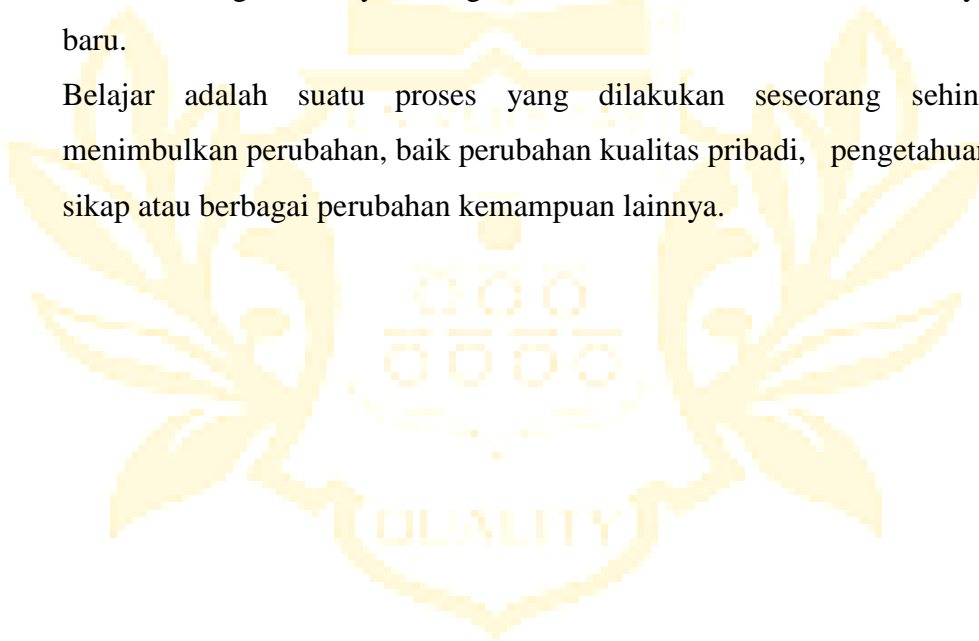 baru.
Belajar adalah suatu proses yang dilakukan seseorang sehin
menimbulkan perubahan, baik perubahan kualitas pribadi, pengetahuan
sikap atau berbagai perubahan kemampuan lainnya.
QUALITY